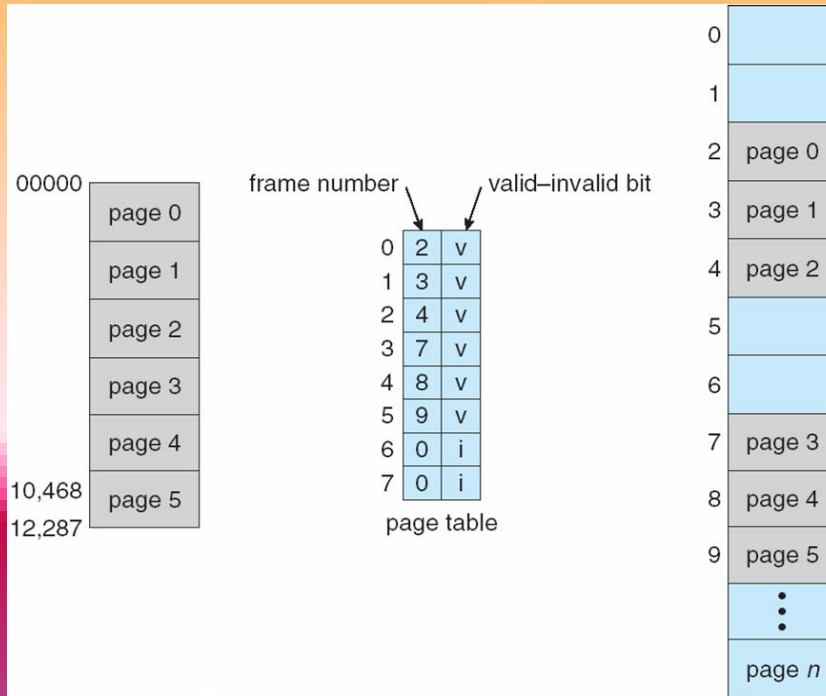 00000
page 0
page 1
page 2
page 3
page 4
page 5
10,468
12,287
frame number
valid–invalid bit
0 2 v
1 3 v
2 4 v
3 7 v
4 8 v
5 9 v
6 0 i
7 0 i
page table
0
1
2 page 0
3 page 1
4 page 2
5
6
7 page 3
8 page 4
9 page 5
page n